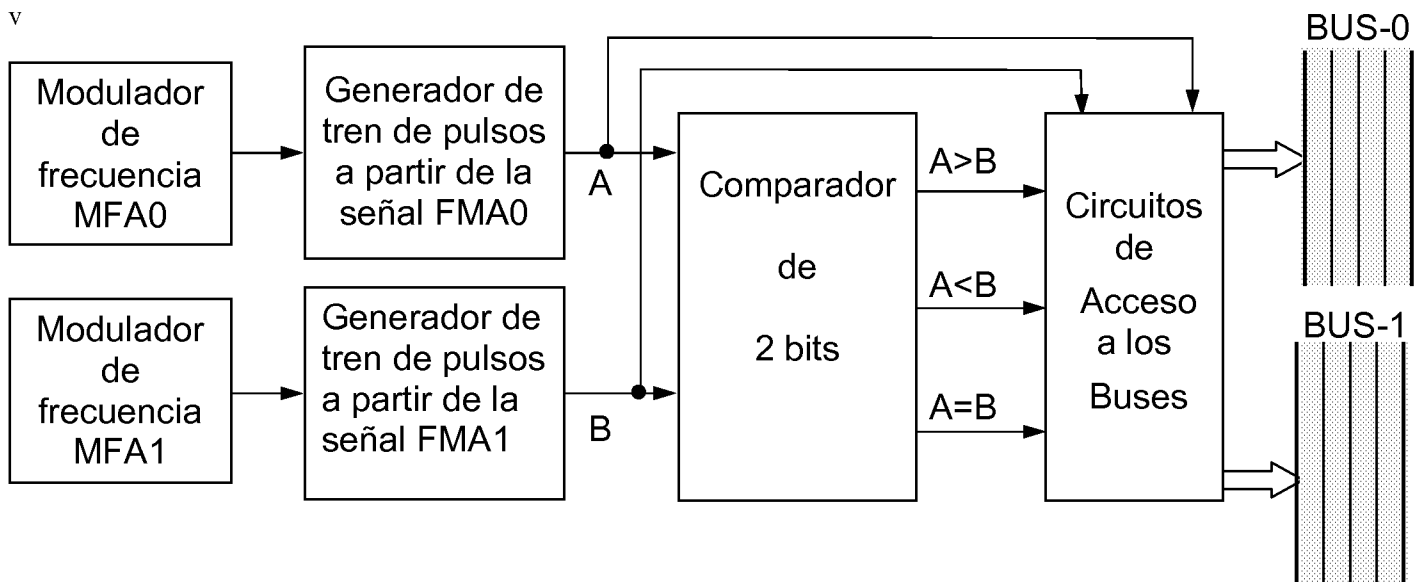 v
Modulador
de
frecuencia
MFA0
Generador de
tren de pulsos
a partir de la
señal FMA0
A
Modulador
de
frecuencia
MFA1
Generador de
tren de pulsos
a partir de la
señal FMA1
B
Comparador
de
2 bits
A>B
A<B
A=B
Circuitos
de
Acceso
a los
Buses
BUS-0
BUS-1